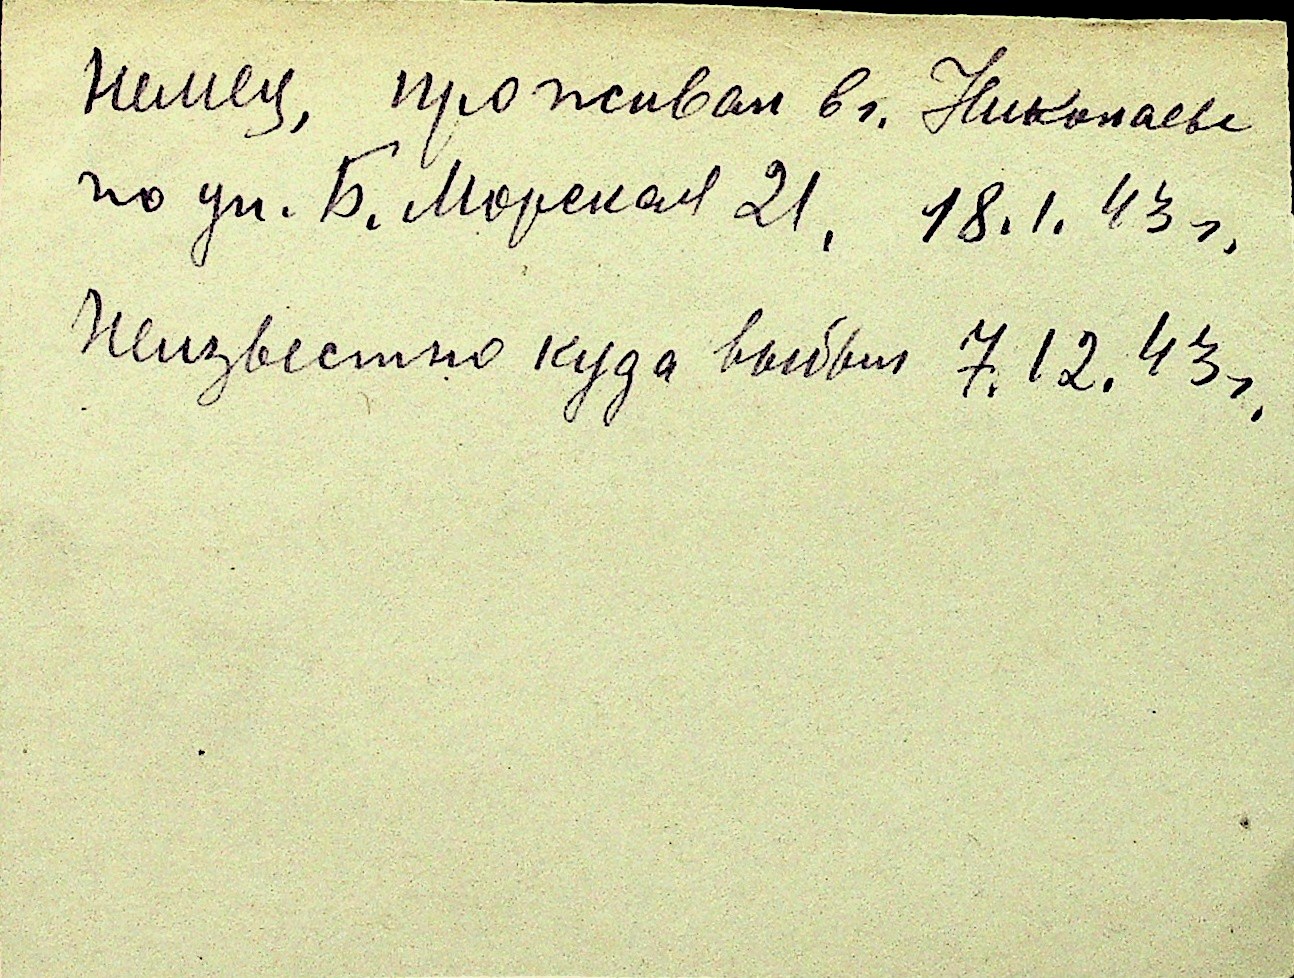 Немец, проживал в г. Николаеве
по ул. Б. Морская 21, 18.1.43 г.
Неизвестно куда выбыл 7.12.43 г.